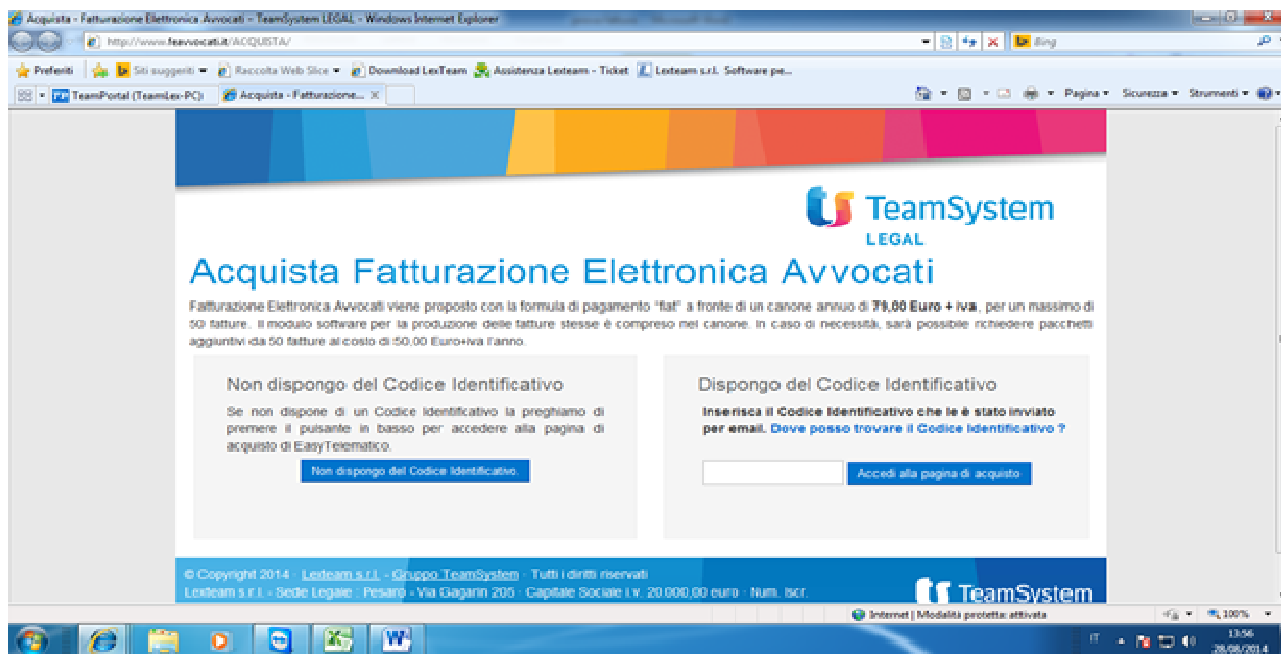 Acquista - Fatturazione Elettronica Avvocati – TeamSystem LEGAL - Windows Internet Explorer
http://www.feavvocati.it/ACQUISTA/
Bing
Preferiti Siti suggeriti Raccolta Web Slice Download LexTeam Assistenza Lexteam - Ticket Lexteam s.r.l. Software pe...
TeamPortal (TeamLex-PC) Acquista - Fatturazione... Pagina Sicurezza Strumenti
TeamSystem
LEGAL
Acquista Fatturazione Elettronica Avvocati
Fatturazione Elettronica Avvocati viene proposto con la formula di pagamento "flat" a fronte di un canone annuo di 79,00 Euro + iva, per un massimo di
50 fatture. Il modulo software per la produzione delle fatture stesse è compreso nel canone. In caso di necessità, sarà possibile richiedere pacchetti
aggiuntivi da 50 fatture al costo di 50,00 Euro+iva l'anno.
Non dispongo del Codice Identificativo
Se non dispone di un Codice Identificativo la preghiamo di
premere il pulsante in basso per accedere alla pagina di
acquisto di EasyTelematico.
Non dispongo del Codice Identificativo.
Dispongo del Codice Identificativo
Inserisca il Codice Identificativo che le è stato inviato
per email. Dove posso trovare il Codice Identificativo ?
Accedi alla pagina di acquisto
© Copyright 2014 - Lexteam s.r.l. - Gruppo TeamSystem - Tutti i diritti riservati
Lexteam s.r.l. - Sede Legale : Pesaro - Via Gagarin 205 - Capitale Sociale i.v. 20.000,00 euro - Num. Iscr.
TeamSystem
Internet | Modalità protetta: attivata 100%
IT 13:56
28/08/2014